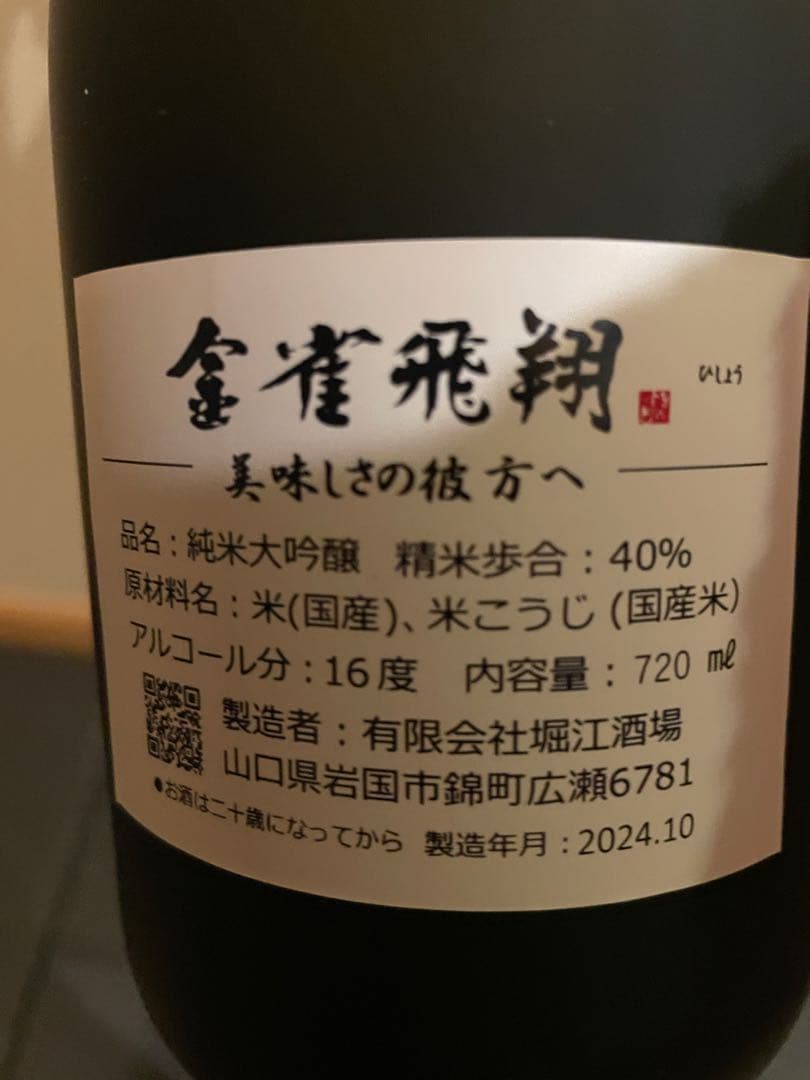 金雀飛翔 ひしょう
美味しさの彼方へ
品名：純米大吟醸 精米歩合：40%
原材料名：米(国産)、米こうじ(国産米)
アルコール分：16度 内容量：720㎖
製造者：有限会社堀江酒場
山口県岩国市錦町広瀬6781
●お酒は二十歳になってから 製造年月：2024.10